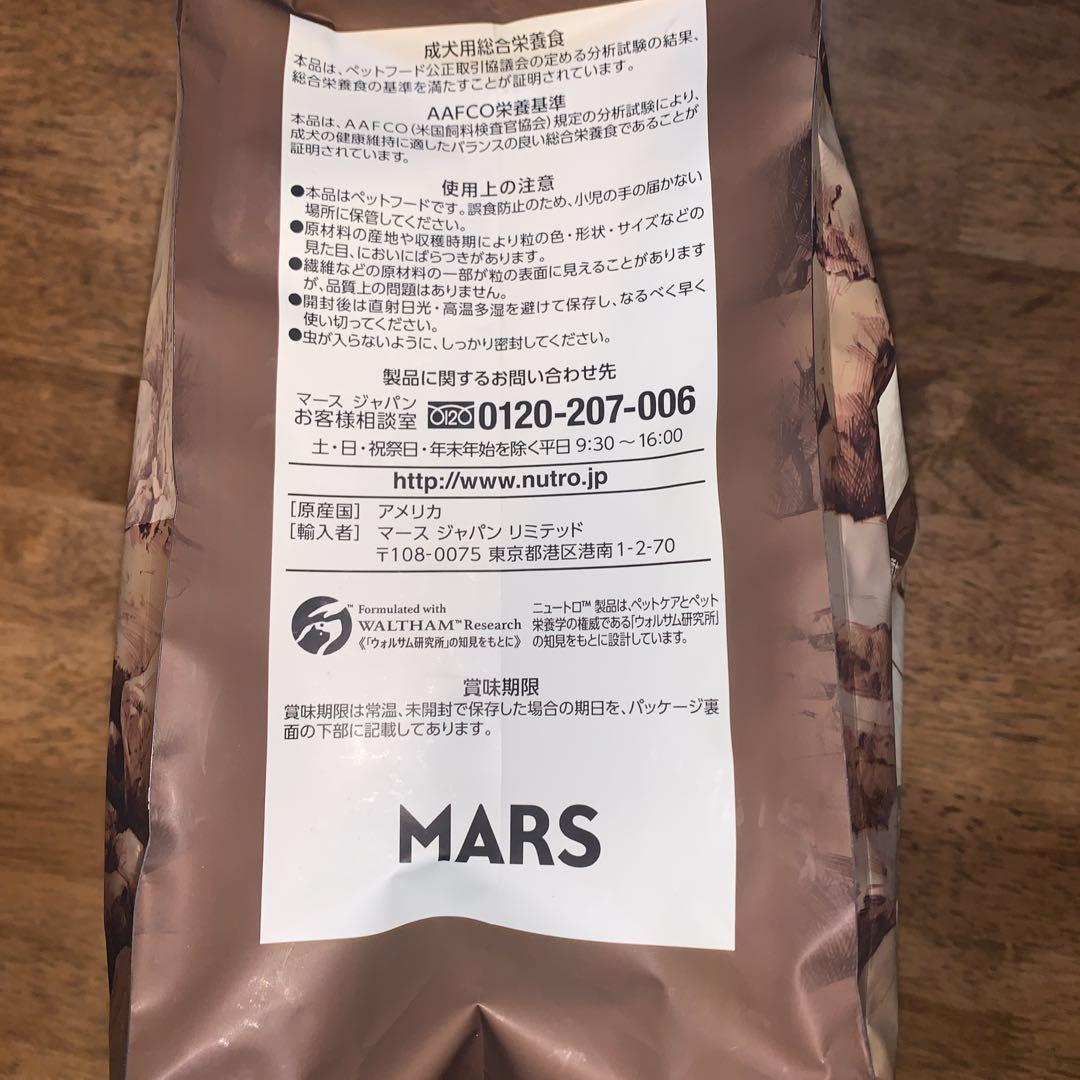 成犬用総合栄養食
本品は、ペットフード公正取引協議会の定める分析試験の結果、
総合栄養食の基準を満たすことが証明されています。
AAFCO栄養基準
本品は、AAFCO(米国飼料検査官協会)規定の分析試験により、
成犬の健康維持に適したバランスの良い総合栄養食であることが
証明されています。
使用上の注意
●本品はペットフードです。誤食防止のため、小児の手の届かない
場所に保管してください。
●原材料の産地や収穫時期により粒の色・形状・サイズなどの
見た目、においにばらつきがあります。
●繊維などの原材料の一部が粒の表面に見えることがあります
が、品質上の問題はありません。
●開封後は直射日光・高温多湿を避けて保存し、なるべく早く
使い切ってください。
●虫が入らないように、しっかり密封してください。
製品に関するお問い合わせ先
マース ジャパン
お客様相談室 0120 0120-207-006
土・日・祝祭日・年末年始を除く平日 9:30～16:00
http://www.nutro.jp
[原産国] アメリカ
[輸入者] マース ジャパン リミテッド
〒108-0075 東京都港区港南1-2-70
Formulated with
WALTHAM™ Research
《「ウォルサム研究所」の知見をもとに》
ニュートロ™ 製品は、ペットケアとペット
栄養学の権威である「ウォルサム研究所」
の知見をもとに設計しています。
賞味期限
賞味期限は常温、未開封で保存した場合の期日を、パッケージ裏
面の下部に記載してあります。
MARS